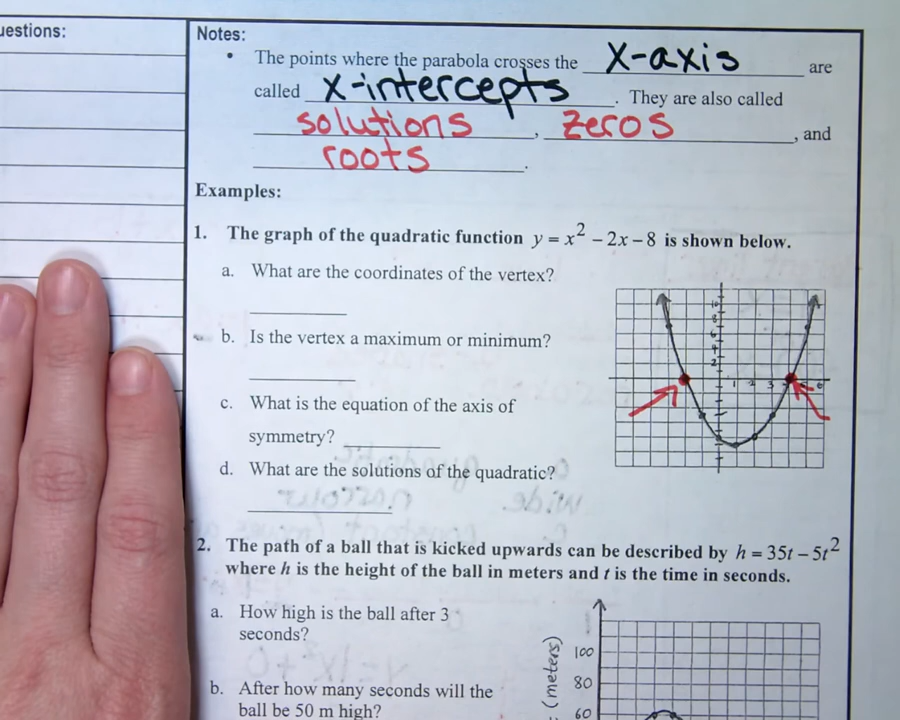 uestions:
Notes:
• The points where the parabola crosses the x-axis are
called x-intercepts. They are also called
solutions, zeros, and
roots.
Examples:
1. The graph of the quadratic function y = x² – 2x – 8 is shown below.
a. What are the coordinates of the vertex?
b. Is the vertex a maximum or minimum?
c. What is the equation of the axis of
symmetry?
d. What are the solutions of the quadratic?
2. The path of a ball that is kicked upwards can be described by h = 35t – 5t²
where h is the height of the ball in meters and t is the time in seconds.
a. How high is the ball after 3
seconds?
b. After how many seconds will the
ball be 50 m high?
(meters)
100
80
60